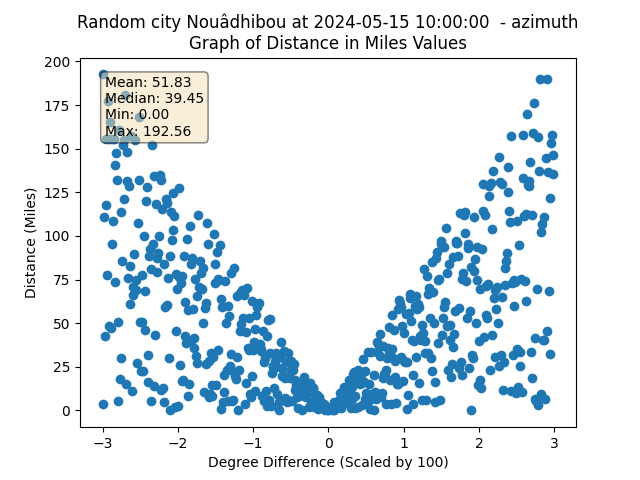 Random city Nouâdhibou at 2024-05-15 10:00:00  - azimuth
Graph of Distance in Miles Values
Mean: 51.83
Median: 39.45
Min: 0.00
Max: 192.56
Distance (Miles)
200
175
150
125
100
75
50
25
0
−3
−2
−1
0
1
2
3
Degree Difference (Scaled by 100)